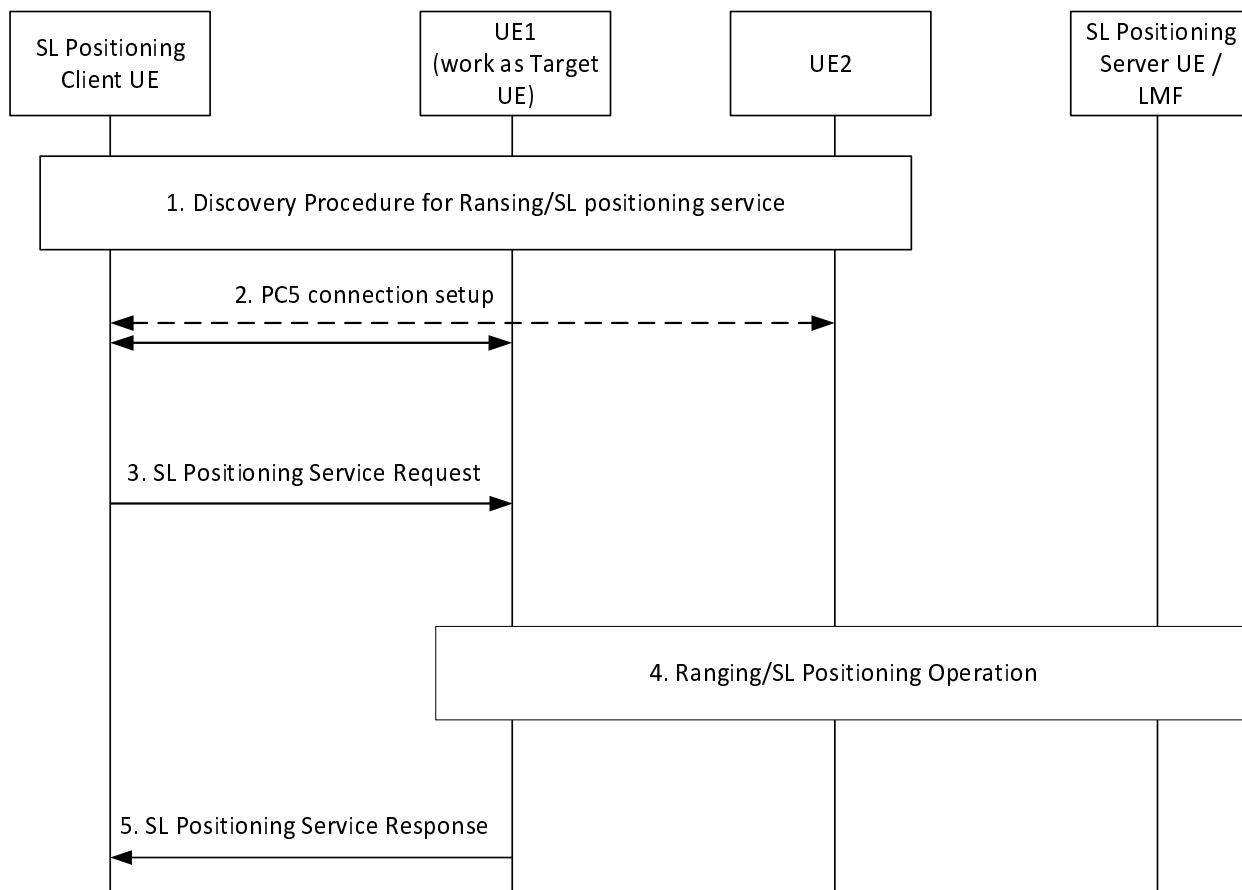 SL Positioning
Client UE
UE1
(work as Target
UE)
UE2
SL Positioning
Server UE /
LMF
1. Discovery Procedure for Ransing/SL positioning service
2. PC5 connection setup
3. SL Positioning Service Request
4. Ranging/SL Positioning Operation
5. SL Positioning Service Response